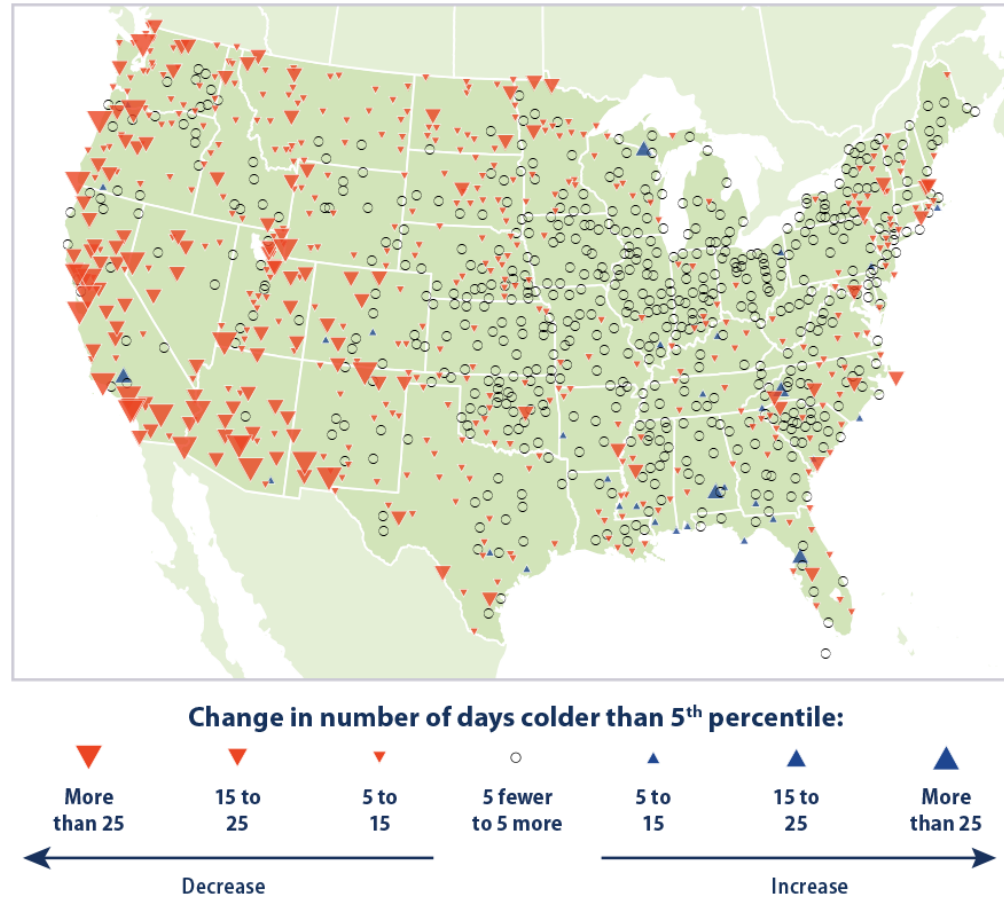 Change in number of days colder than 5th percentile:
More than 25
15 to 25
5 to 15
5 fewer to 5 more
5 to 15
15 to 25
More than 25
Decrease
Increase